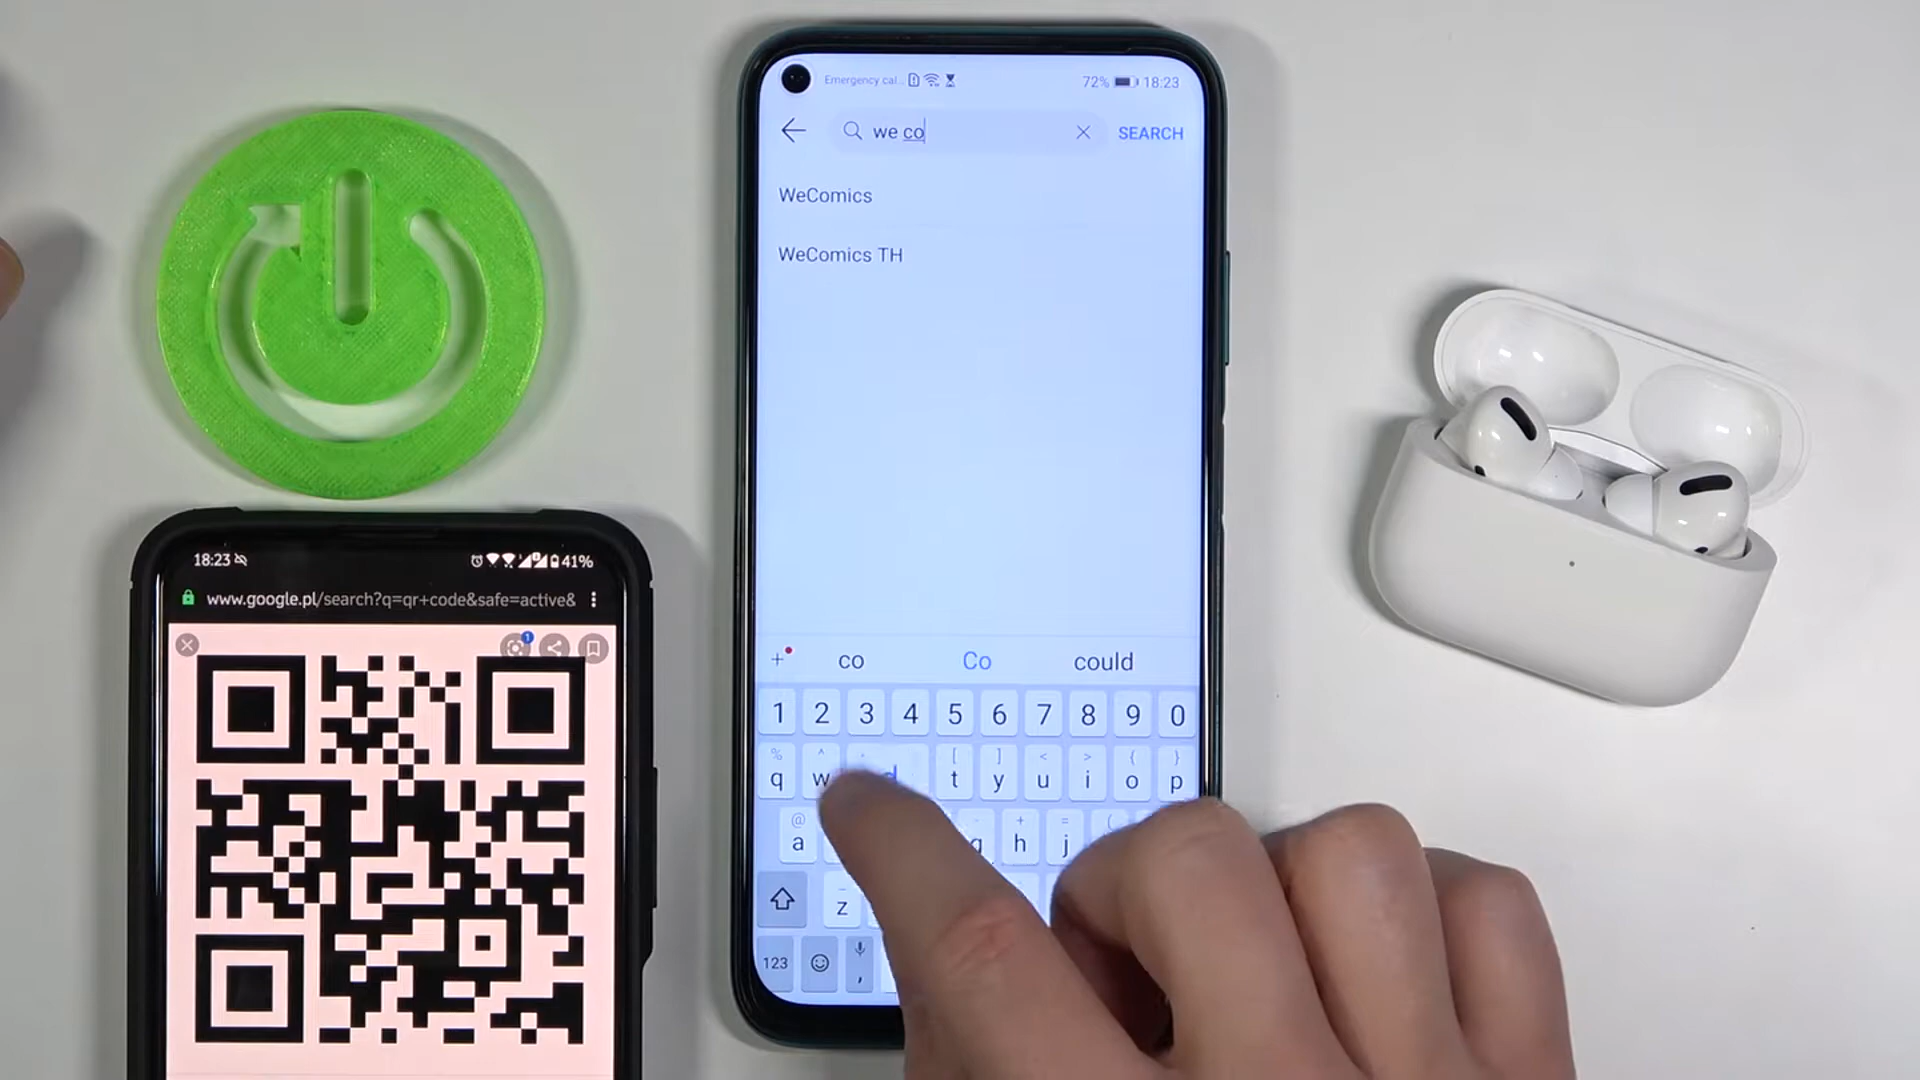 Emergency cal... 72% 18:23
we co SEARCH
WeComics
WeComics TH
co Co could
1 2 3 4 5 6 7 8 9 0
% ^ [ ] < > { }
q w t y u i o p
@ - + = (
a g h j
z
123 ,
18:23 41%
www.google.pl/search?q=qr+code&safe=active&
1